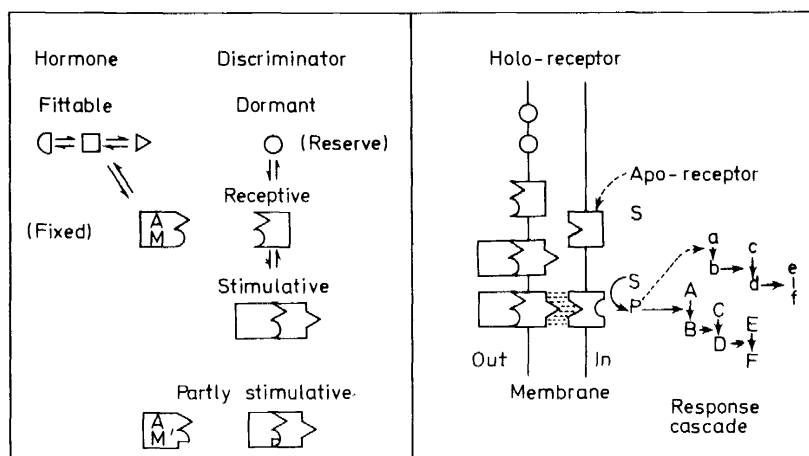 Hormone
Discriminator
Fittable
Dormant
(Reserve)
Receptive
(Fixed)
A
M
Stimulative
Partly stimulative
A
M'
Holo-receptor
Apo-receptor
S
S
P
a
c
e
b
d
f
A
C
E
B
D
F
Out
In
Membrane
Response
cascade